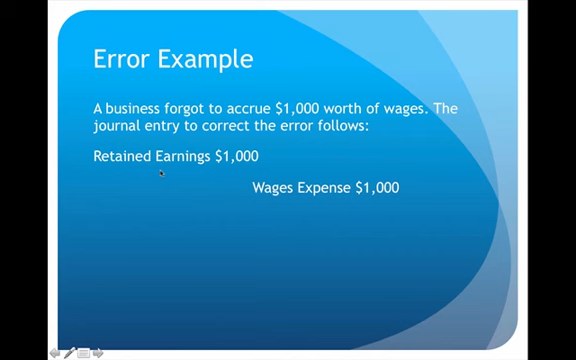 Error Example
A business forgot to accrue $1,000 worth of wages. The
journal entry to correct the error follows:
Retained Earnings $1,000
Wages Expense $1,000